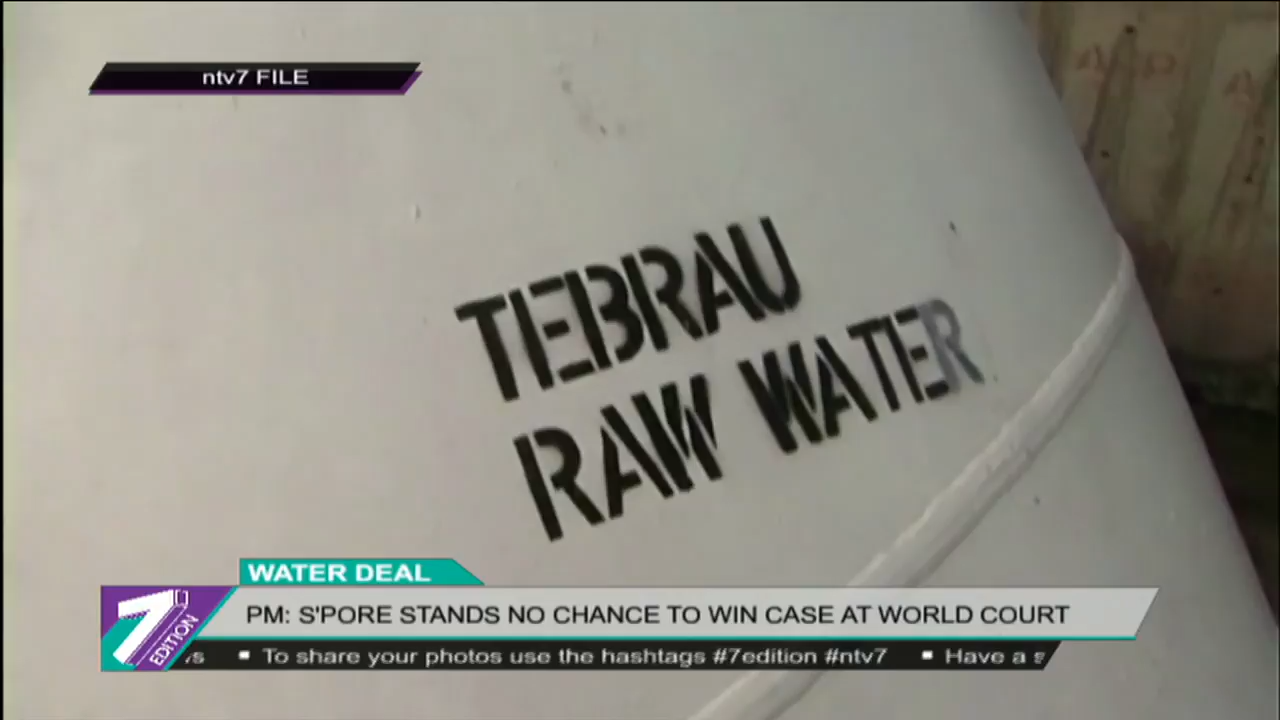 ntv7 FILE
TEBRAU
RAW WATER
WATER DEAL
PM: S'PORE STANDS NO CHANCE TO WIN CASE AT WORLD COURT
7 EDITION
▪ To share your photos use the hashtags #7edition #ntv7 ▪ Have a